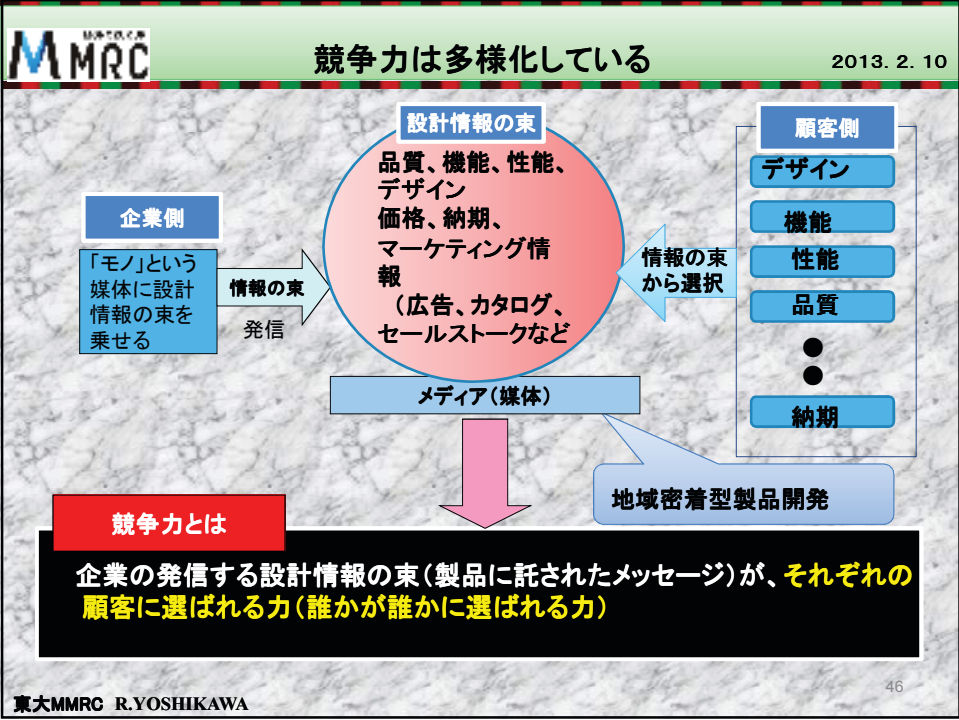 MMRC
競争力は多様化している
2013. 2. 10
設計情報の束
品質、機能、性能、
デザイン
価格、納期、
マーケティング情
報
（広告、カタログ、
セールストークなど
企業側
「モノ」という
媒体に設計
情報の束を
乗せる
情報の束
発信
情報の束
から選択
顧客側
デザイン
機能
性能
品質
●
●
納期
メディア（媒体）
地域密着型製品開発
競争力とは
企業の発信する設計情報の束（製品に託されたメッセージ）が、それぞれの
顧客に選ばれる力（誰かが誰かに選ばれる力）
46
東大MMRC R.YOSHIKAWA